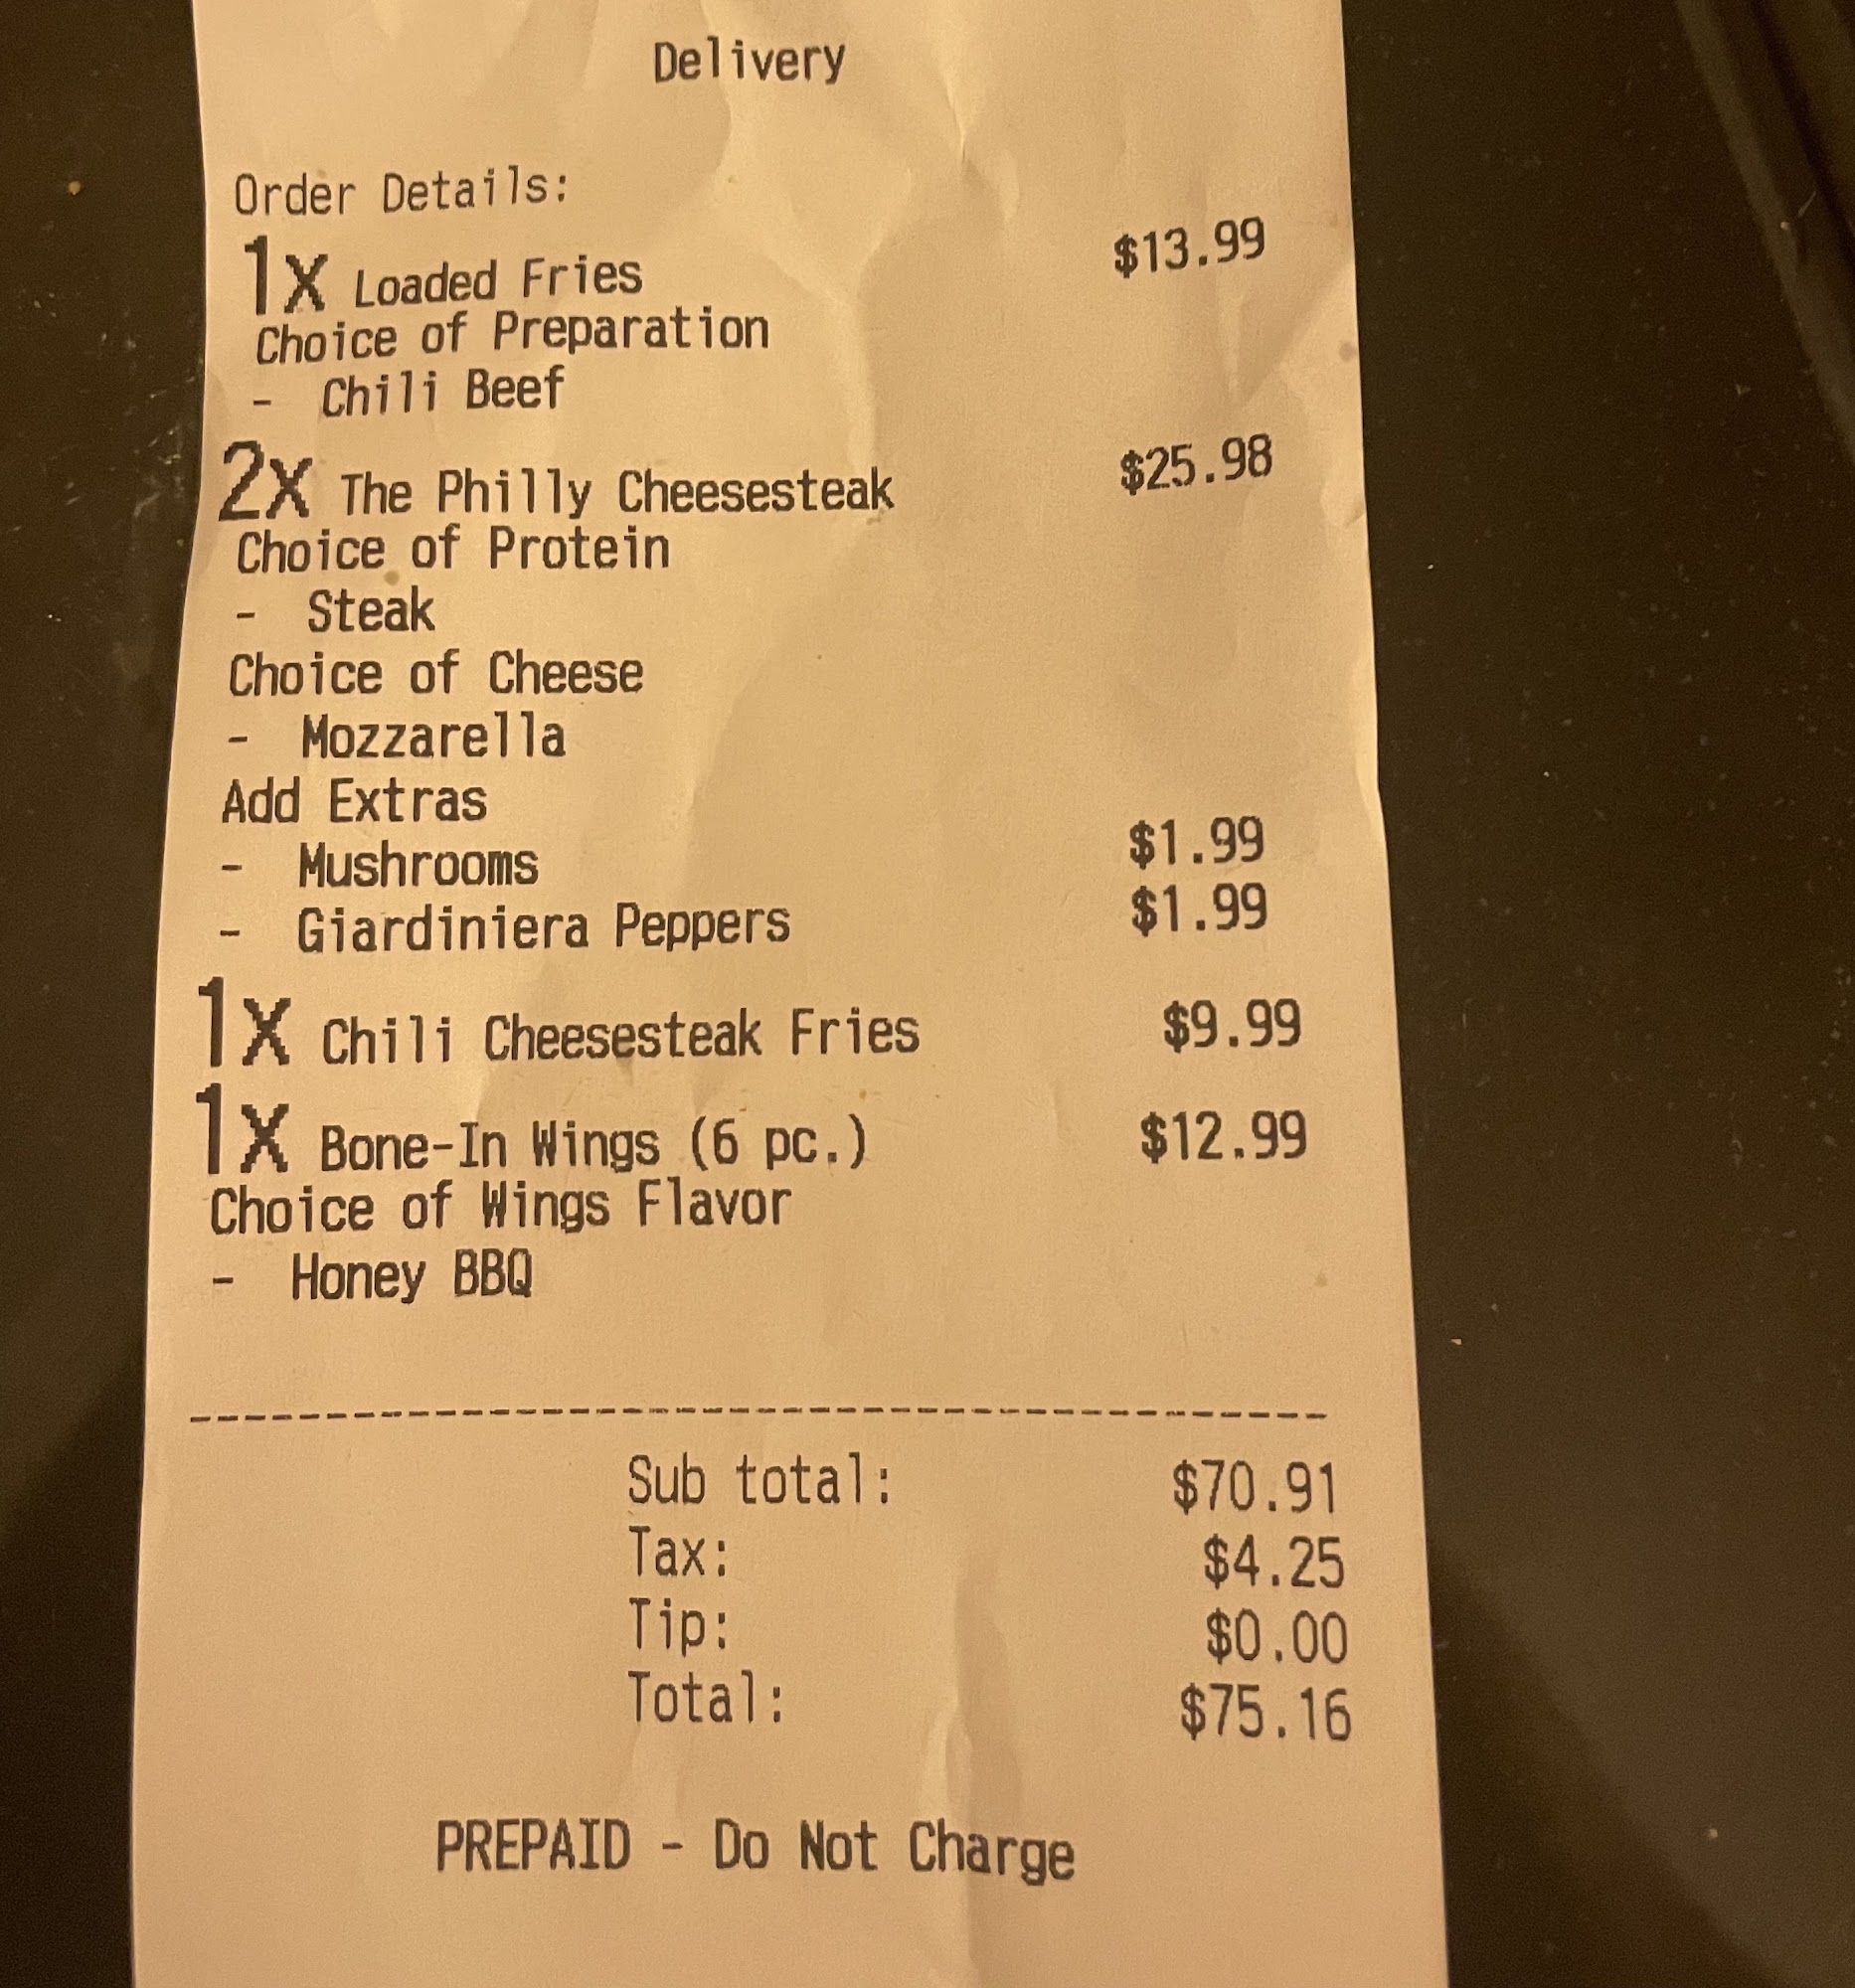 Delivery
Order Details:
1x Loaded Fries $13.99
Choice of Preparation
- Chili Beef
2x The Philly Cheesesteak $25.98
Choice of Protein
- Steak
Choice of Cheese
- Mozzarella
Add Extras
- Mushrooms $1.99
- Giardiniera Peppers $1.99
1x Chili Cheesesteak Fries $9.99
1x Bone-In Wings (6 pc.) $12.99
Choice of Wings Flavor
- Honey BBQ
------------------------------------------
Sub total: $70.91
Tax: $4.25
Tip: $0.00
Total: $75.16
PREPAID - Do Not Charge